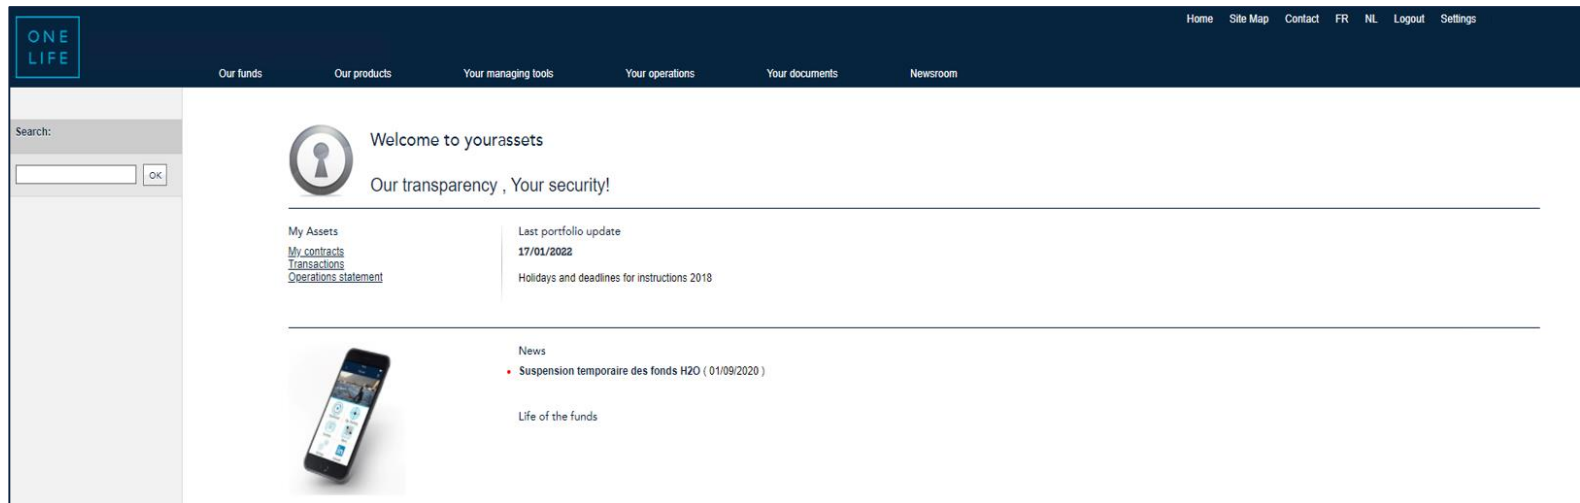 ONE
LIFE
Home Site Map Contact FR NL Logout Settings
Our funds Our products Your managing tools Your operations Your documents Newsroom
Search:
OK
Welcome to yourassets
Our transparency , Your security!
My Assets
My contracts
Transactions
Operations statement
Last portfolio update
17/01/2022
Holidays and deadlines for instructions 2018
News
Suspension temporaire des fonds H2O ( 01/09/2020 )
Life of the funds